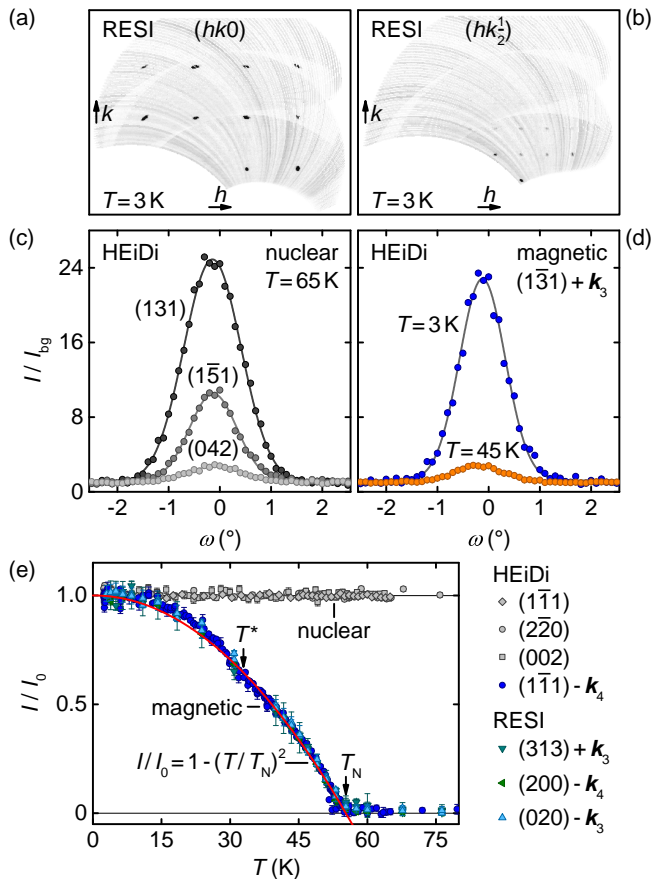 (a)
RESI
(hk0)
k
T = 3 K
h
RESI
(hk½)
(b)
k
T = 3 K
h
(c)
HEiDi
nuclear
T = 65 K
(131)
(15̅1)
(042)
I / I_bg
24
16
8
0
-2
-1
0
1
2
ω (°)
HEiDi
magnetic
(d)
(13̅1) + k₃
T = 3 K
T = 45 K
-2
-1
0
1
2
ω (°)
(e)
I / I₀
1.0
0.5
0
nuclear
T*
magnetic
I / I₀ = 1 - (T / T_N)²
T_N
0
15
30
45
60
75
T (K)
HEiDi
(11̅1)
(22̅0)
(002)
(11̅1) - k₄
RESI
(313) + k₃
(200) - k₄
(020) - k₃